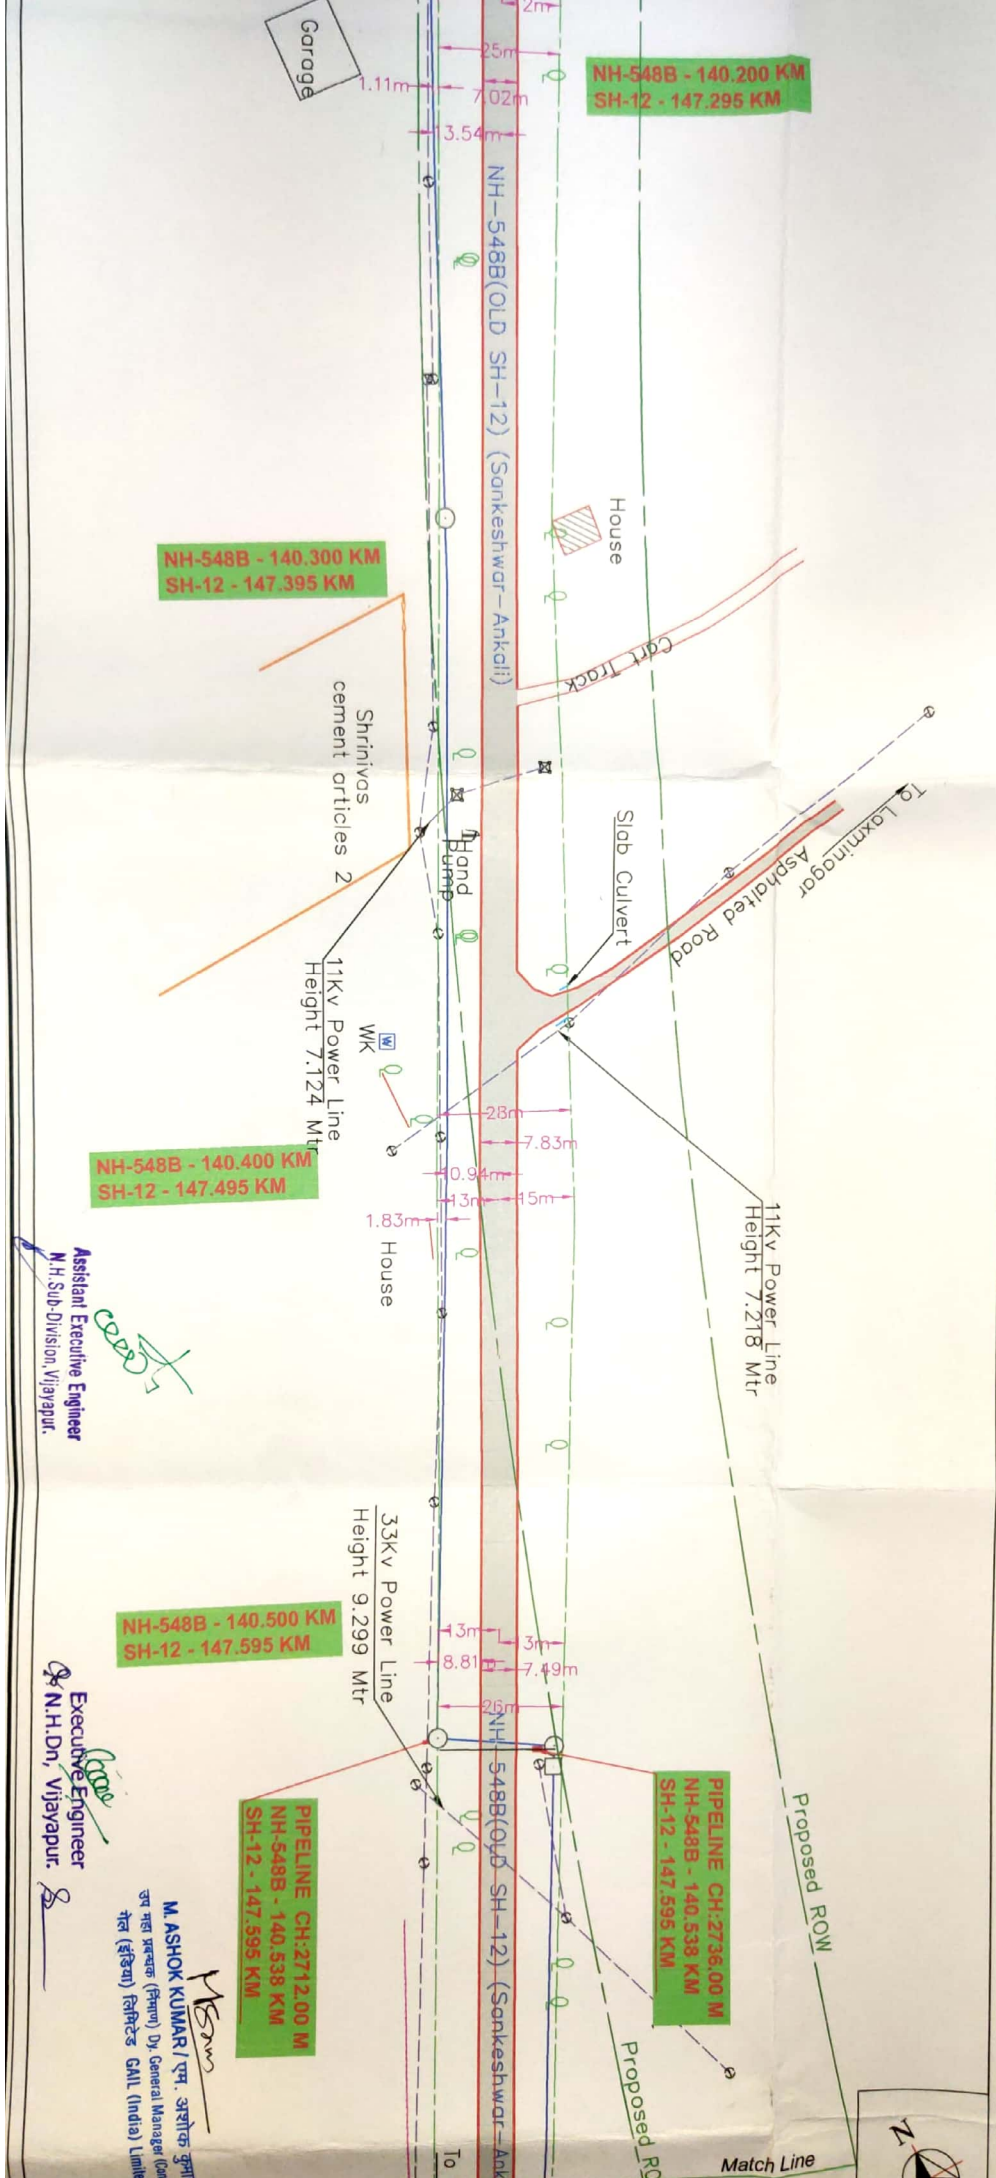 2m
25m
1.11m
7.02m
13.54m
Garage
NH-548B - 140.200 KM
SH-12 - 147.295 KM
NH-548B(OLD SH-12) (Sankeshwar-Ankali)
House
NH-548B - 140.300 KM
SH-12 - 147.395 KM
Cart Track
Shrinivas
cement articles 2
To Laxminagar
Asphalted Road
Hand
Pump
Slab Culvert
11Kv Power Line
Height 7.124 Mtr
W
WK
28m
7.83m
10.94m
13m
15m
1.83m
NH-548B - 140.400 KM
SH-12 - 147.495 KM
House
11Kv Power Line
Height 7.218 Mtr
Assistant Executive Engineer
N.H.Sub-Division,Vijayapur.
33Kv Power Line
Height 9.299 Mtr
NH-548B - 140.500 KM
SH-12 - 147.595 KM
13m
3m
8.81m
7.49m
26m
Executive Engineer
N.H.Dn, Vijayapur.
NH-548B(OLD SH-12) (Sankeshwar-Ank
PIPELINE CH:2712.00 M
NH-548B - 140.538 KM
SH-12 - 147.595 KM
PIPELINE CH:2736.00 M
NH-548B - 140.538 KM
SH-12 - 147.595 KM
Proposed ROW
Proposed RO
M. ASHOK KUMAR / एम. अशोक कुमा
उप महा प्रबन्धक (निर्माण) Dy. General Manager (Con
गेल (इंडिया) लिमिटेड GAIL (India) Limite
To
Match Line
N